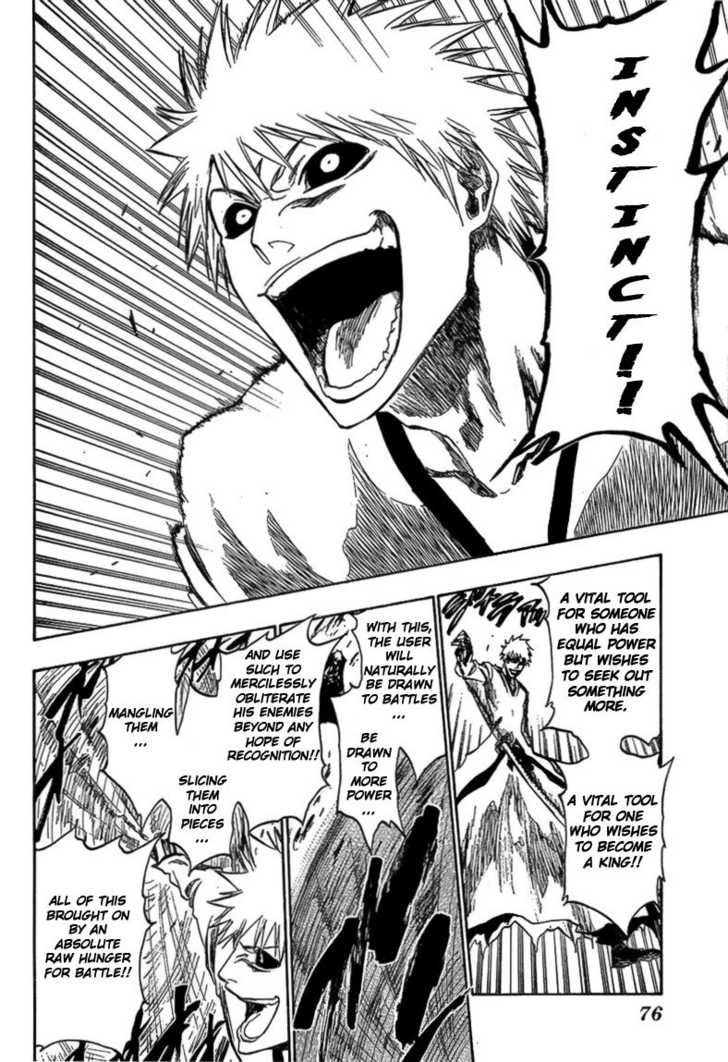 INSTINCT!!
A VITAL TOOL
FOR SOMEONE
WHO HAS
EQUAL POWER
BUT WISHES
TO SEEK OUT
SOMETHING
MORE.
A VITAL TOOL
FOR ONE
WHO WISHES
TO BECOME
A KING!!
WITH THIS,
THE USER
WILL
NATURALLY
BE DRAWN
TO BATTLES
...
BE
DRAWN
TO
MORE
POWER
...
AND USE
SUCH TO
MERCILESSLY
OBLITERATE
HIS ENEMIES
BEYOND ANY
HOPE OF
RECOGNITION!!
SLICING
THEM
INTO
PIECES
...
MANGLING
THEM
...
ALL OF THIS
BROUGHT ON
BY AN
ABSOLUTE
RAW HUNGER
FOR BATTLE!!
76